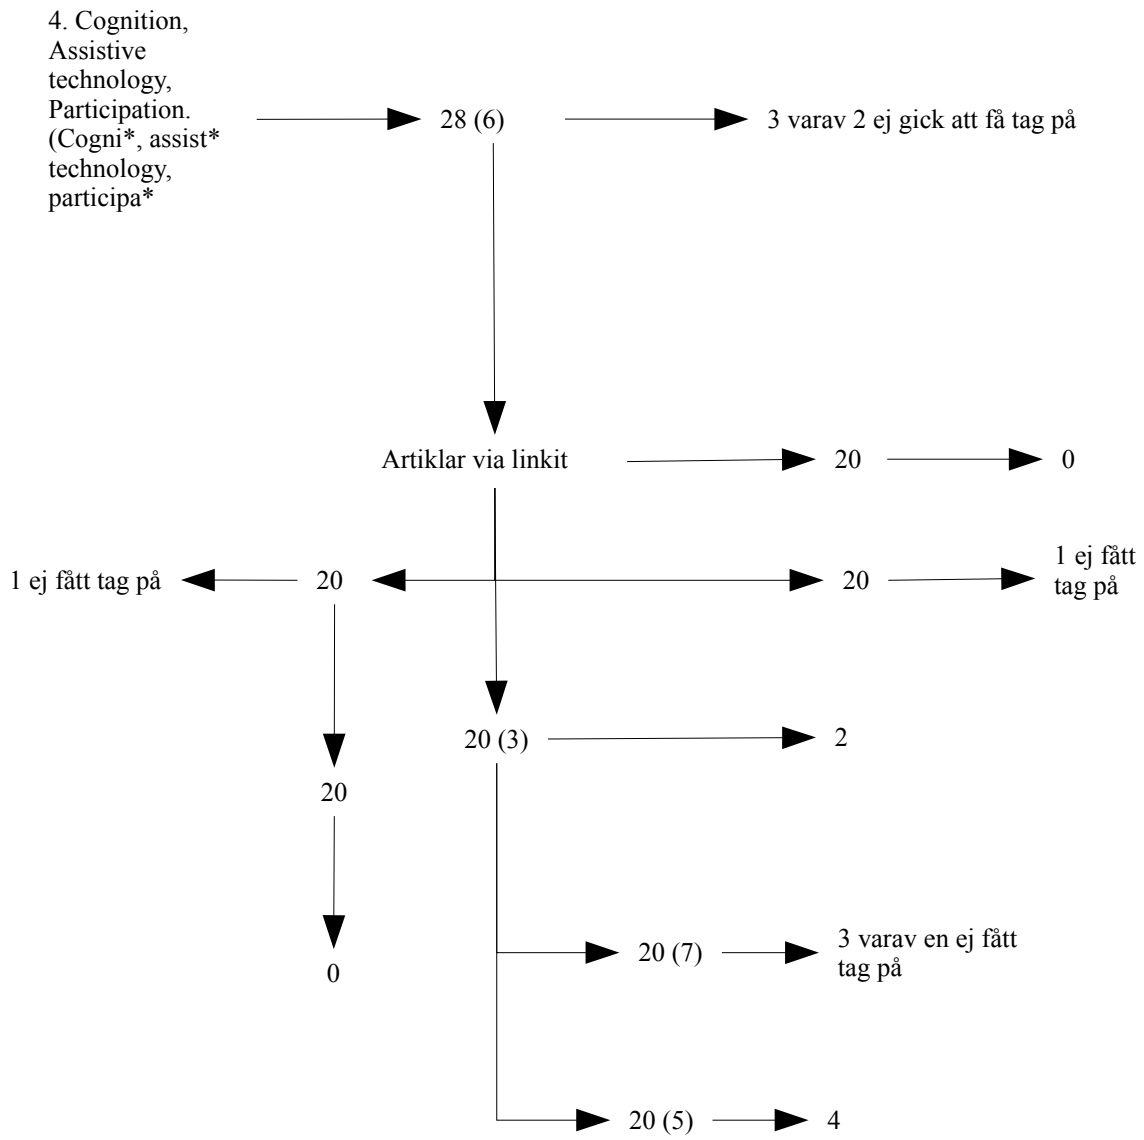 4. Cognition,
Assistive
technology,
Participation.
(Cogni*, assist*
technology,
participa*
28 (6)
3 varav 2 ej gick att få tag på
Artiklar via linkit
20
0
1 ej fått tag på
20
20
1 ej fått
tag på
20 (3)
2
20
0
20 (7)
3 varav en ej fått
tag på
20 (5)
4